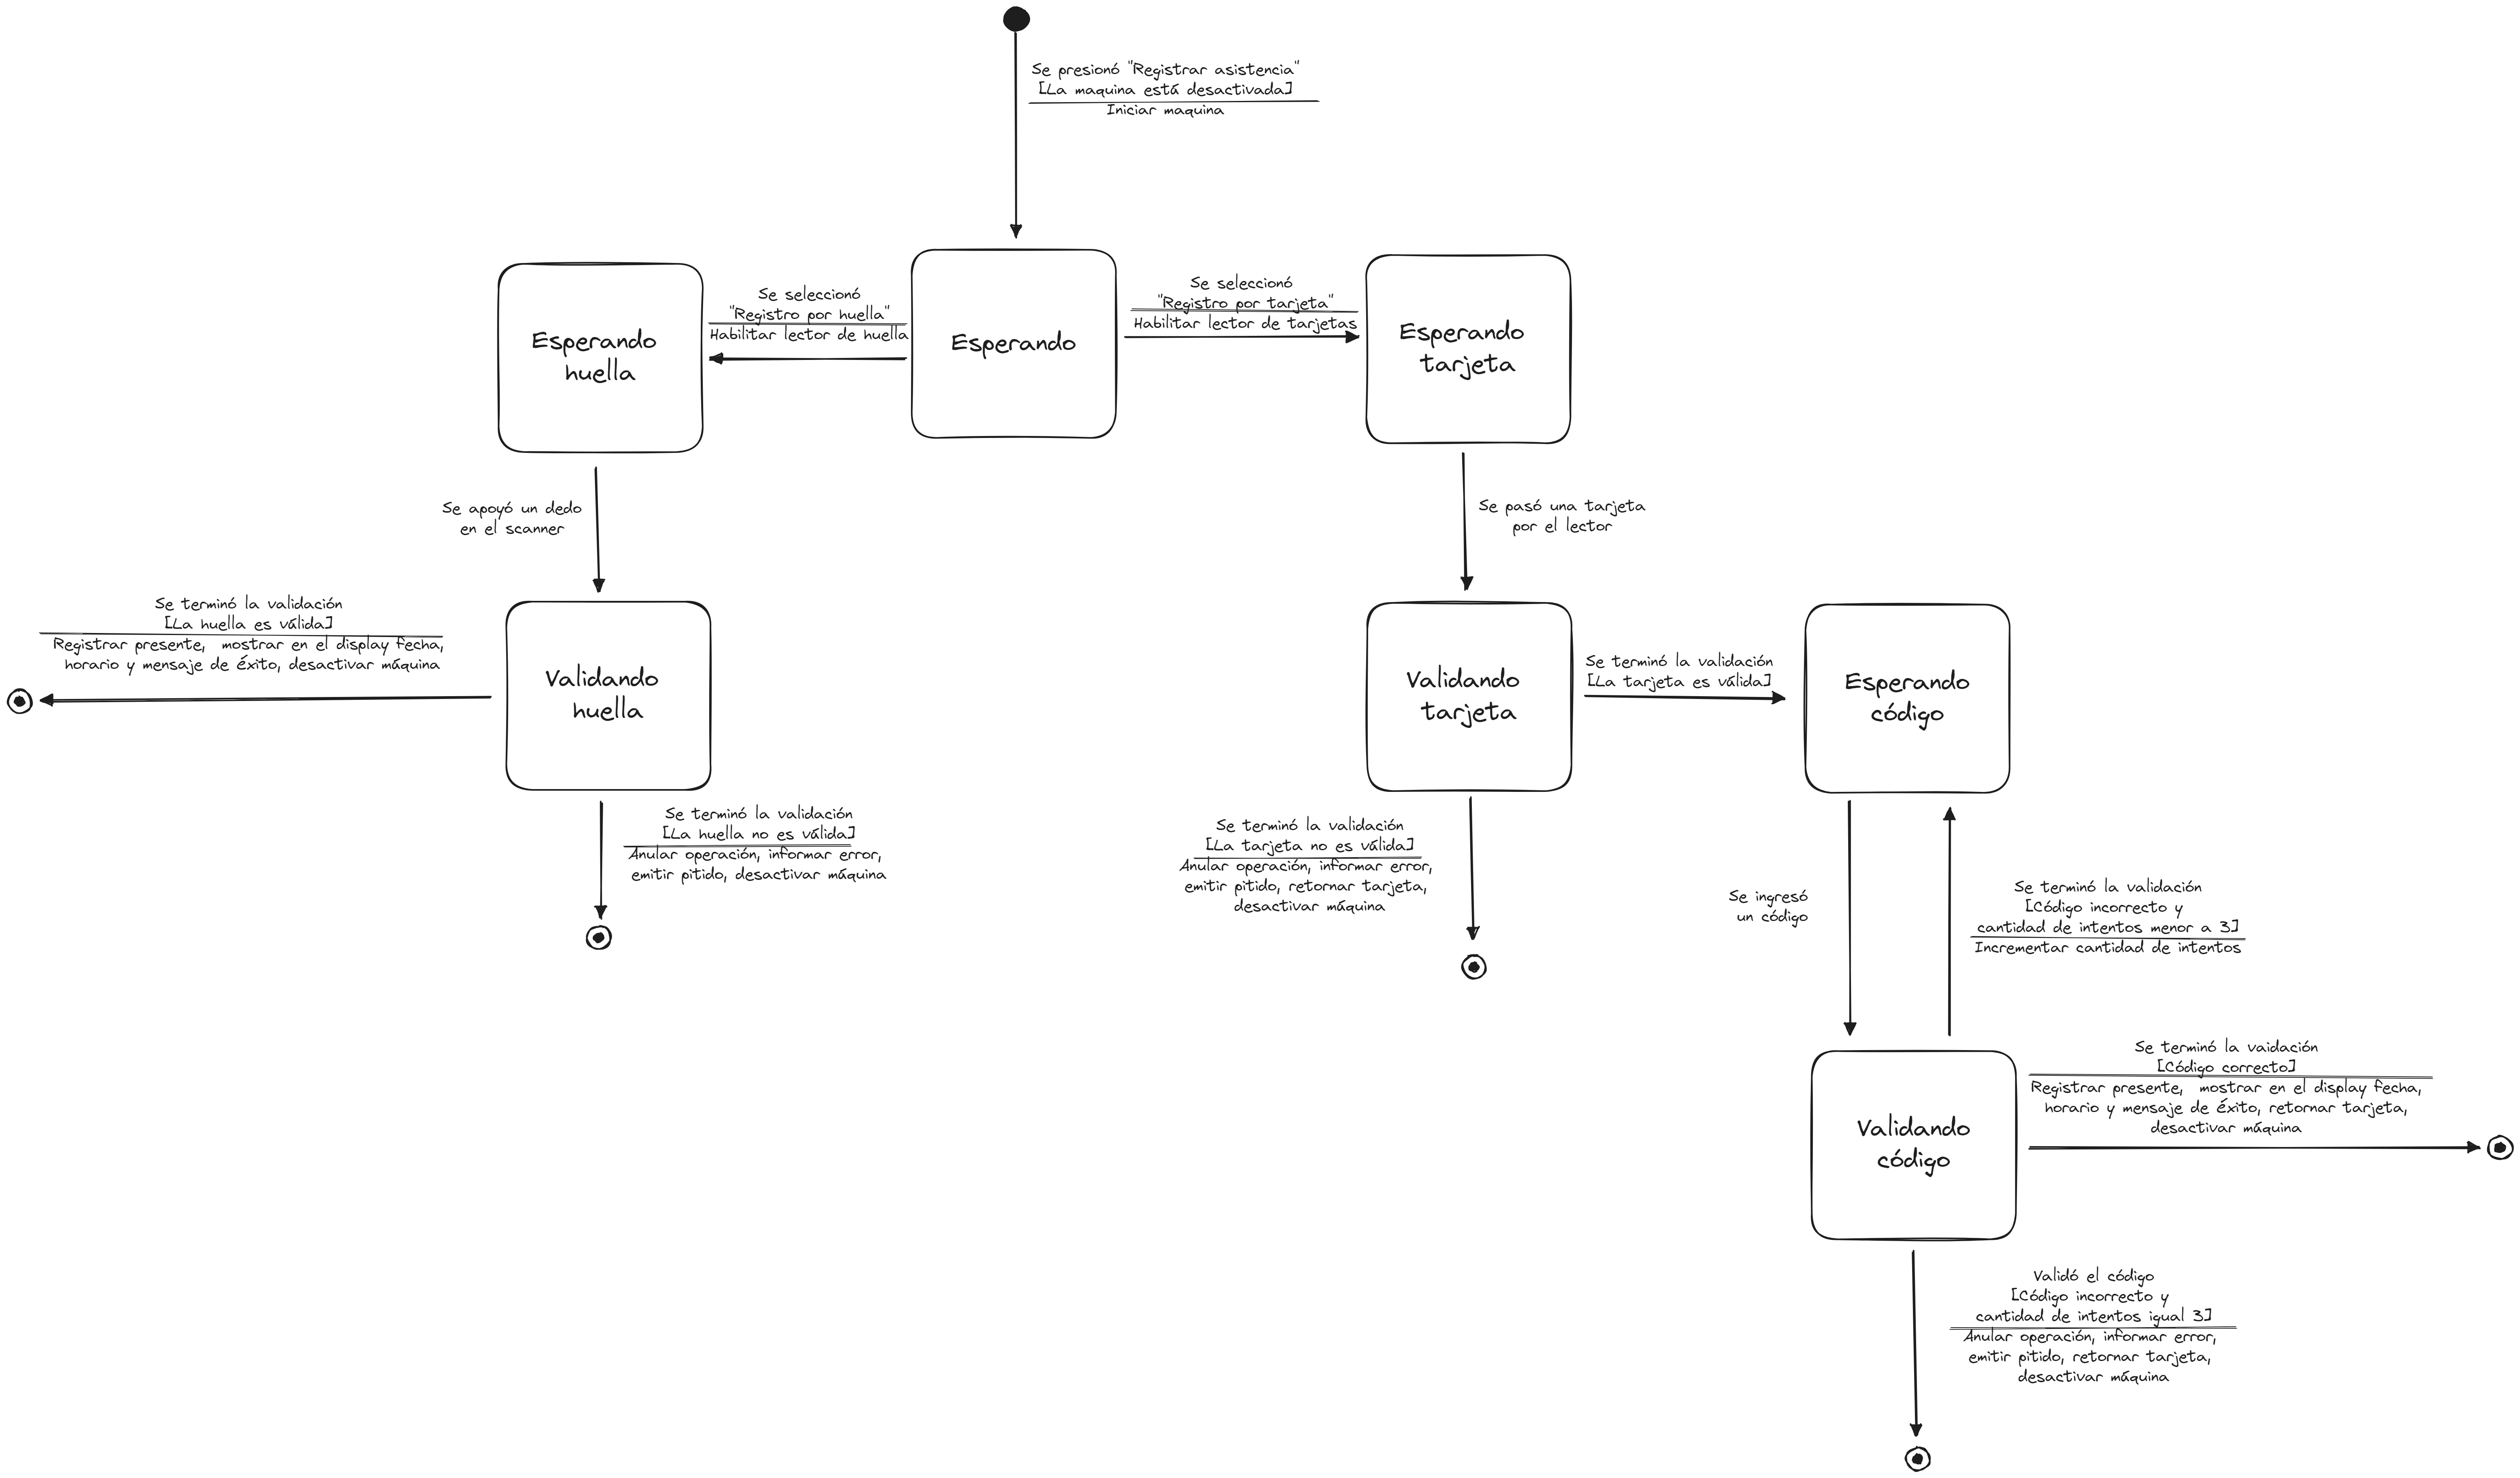 Se presionó "Registrar asistencia"
[La maquina está desactivada]
Iniciar maquina
Se seleccionó
"Registro por huella"
Habilitar lector de huella
Se seleccionó
"Registro por tarjeta"
Habilitar lector de tarjetas
Esperando
huella
Esperando
Esperando
tarjeta
Se apoyó un dedo
en el scanner
Se pasó una tarjeta
por el lector
Se terminó la validación
[La huella es válida]
Registrar presente, mostrar en el display fecha,
horario y mensaje de éxito, desactivar máquina
Validando
huella
Validando
tarjeta
Se terminó la validación
[La tarjeta es válida]
Esperando
código
Se terminó la validación
[La huella no es válida]
Anular operación, informar error,
emitir pitido, desactivar máquina
Se terminó la validación
[La tarjeta no es válida]
Anular operación, informar error,
emitir pitido, retornar tarjeta,
desactivar máquina
Se ingresó
un código
Se terminó la validación
[Código incorrecto y
cantidad de intentos menor a 3]
Incrementar cantidad de intentos
Validando
código
Se terminó la vaidación
[Código correcto]
Registrar presente, mostrar en el display fecha,
horario y mensaje de éxito, retornar tarjeta,
desactivar máquina
Validó el código
[Código incorrecto y
cantidad de intentos igual 3]
Anular operación, informar error,
emitir pitido, retornar tarjeta,
desactivar máquina